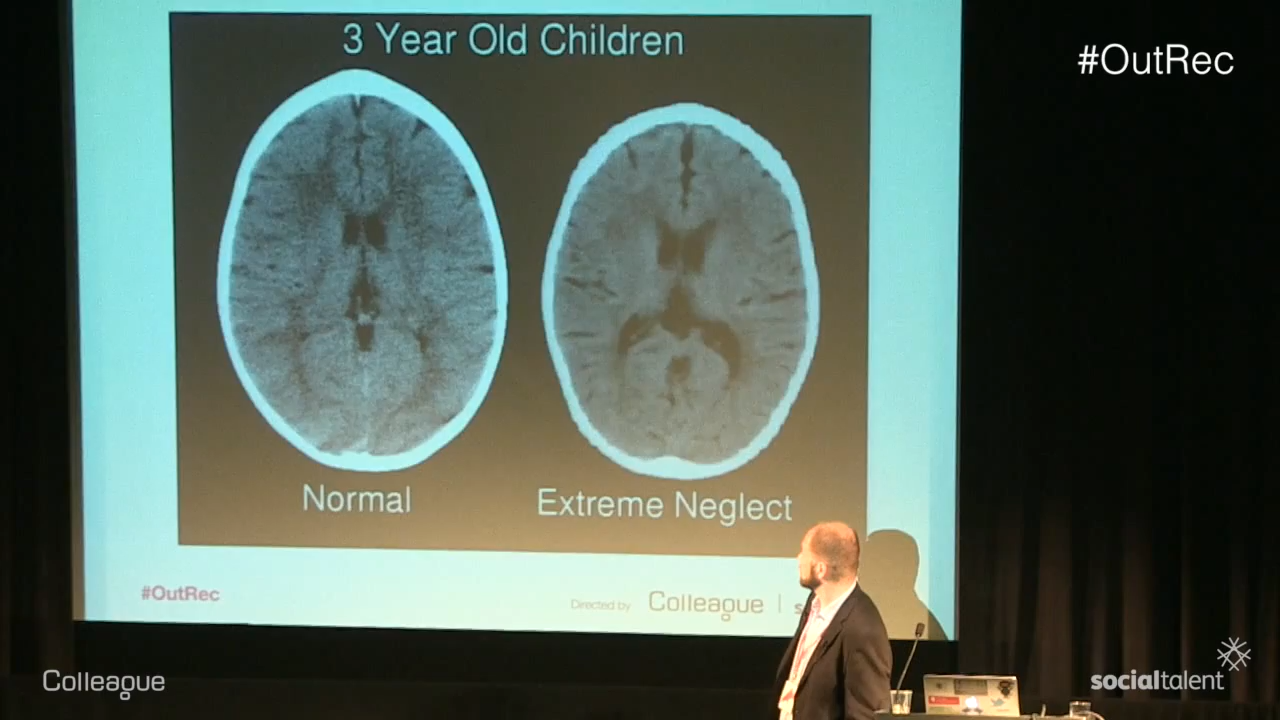 3 Year Old Children
#OutRec
Normal
Extreme Neglect
#OutRec
Directed by Colleague
Colleague
socialtalent